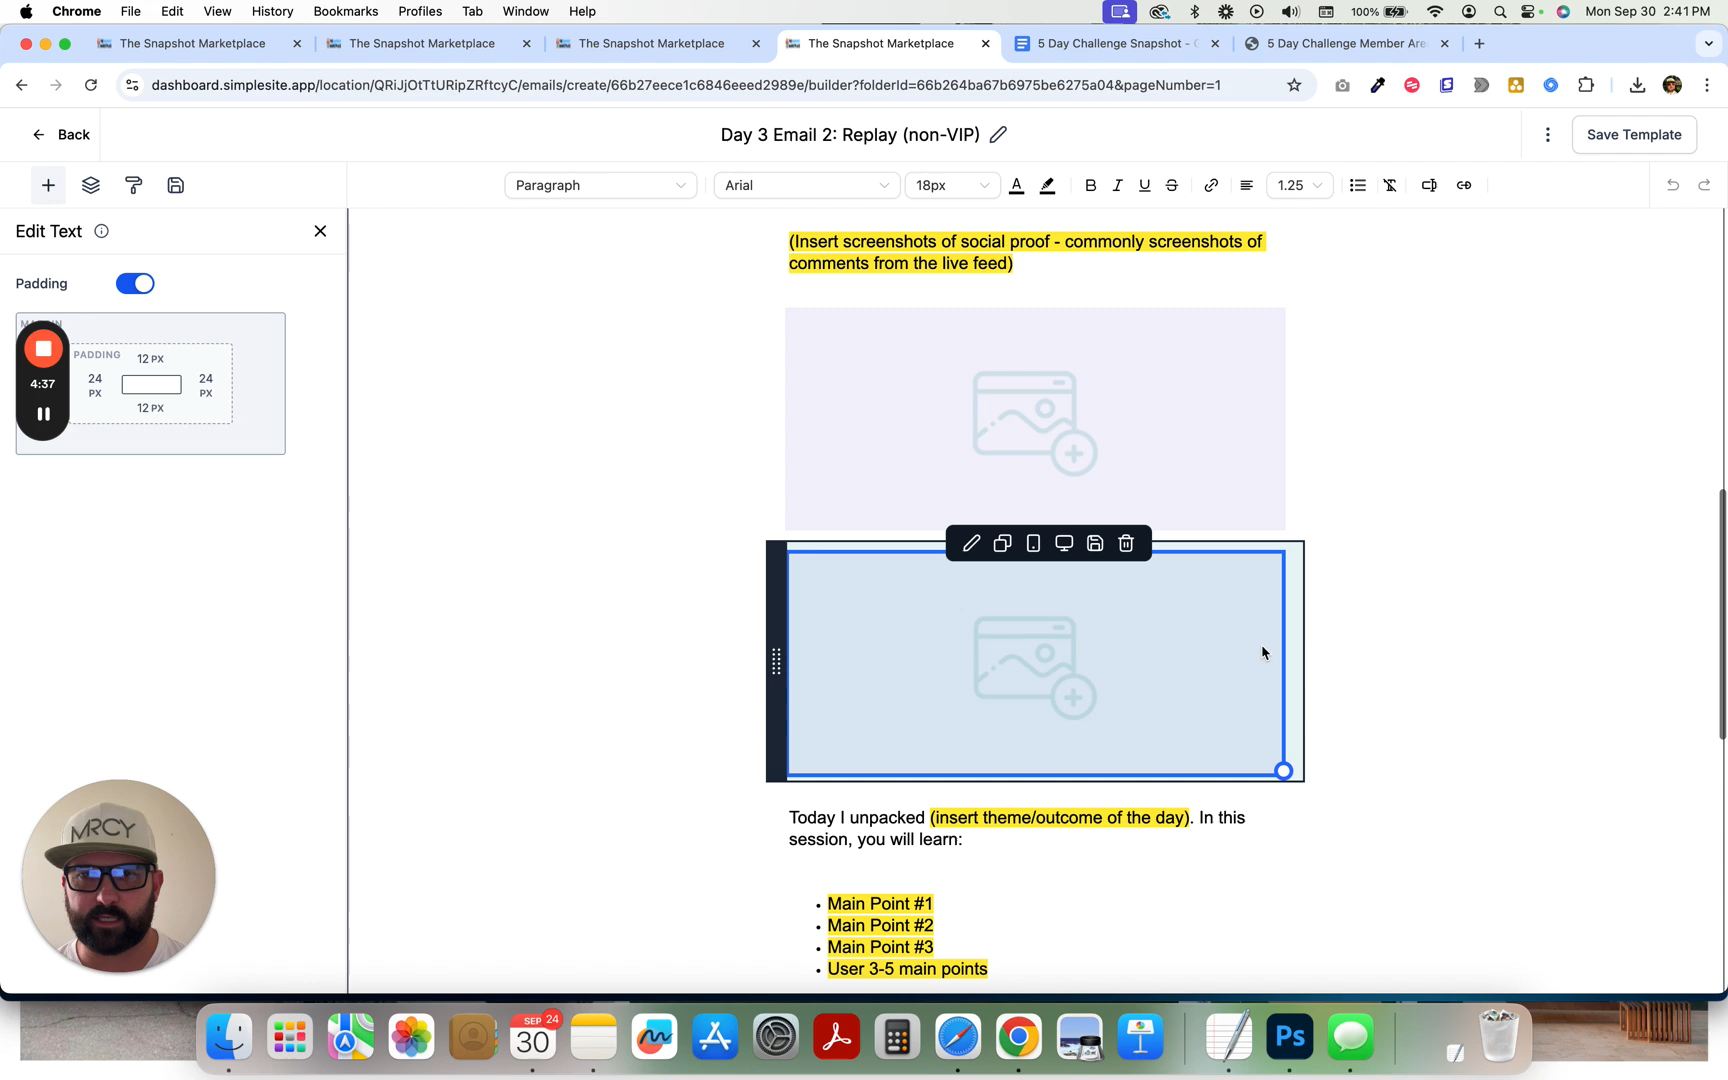 Chrome File Edit View History Bookmarks Profiles Tab Window Help 100% Mon Sep 30 2:41 PM
The Snapshot Marketplace The Snapshot Marketplace The Snapshot Marketplace The Snapshot Marketplace 5 Day Challenge Snapshot - 5 Day Challenge Member Are
dashboard.simplesite.app/location/QRiJjOtTtURipZRftcyC/emails/create/66b27eece1c6846eeed2989e/builder?folderId=66b264ba67b6975be6275a04&pageNumber=1
Back Day 3 Email 2: Replay (non-VIP) Save Template
Paragraph Arial 18px A B I U S 1.25
Edit Text
Padding
PADDING
12 PX
24 PX
24 PX
12 PX
4:37
(Insert screenshots of social proof - commonly screenshots of
comments from the live feed)
Today I unpacked (insert theme/outcome of the day). In this
session, you will learn:
• Main Point #1
• Main Point #2
• Main Point #3
• User 3-5 main points
MRCY
SEP 24
30
Ps